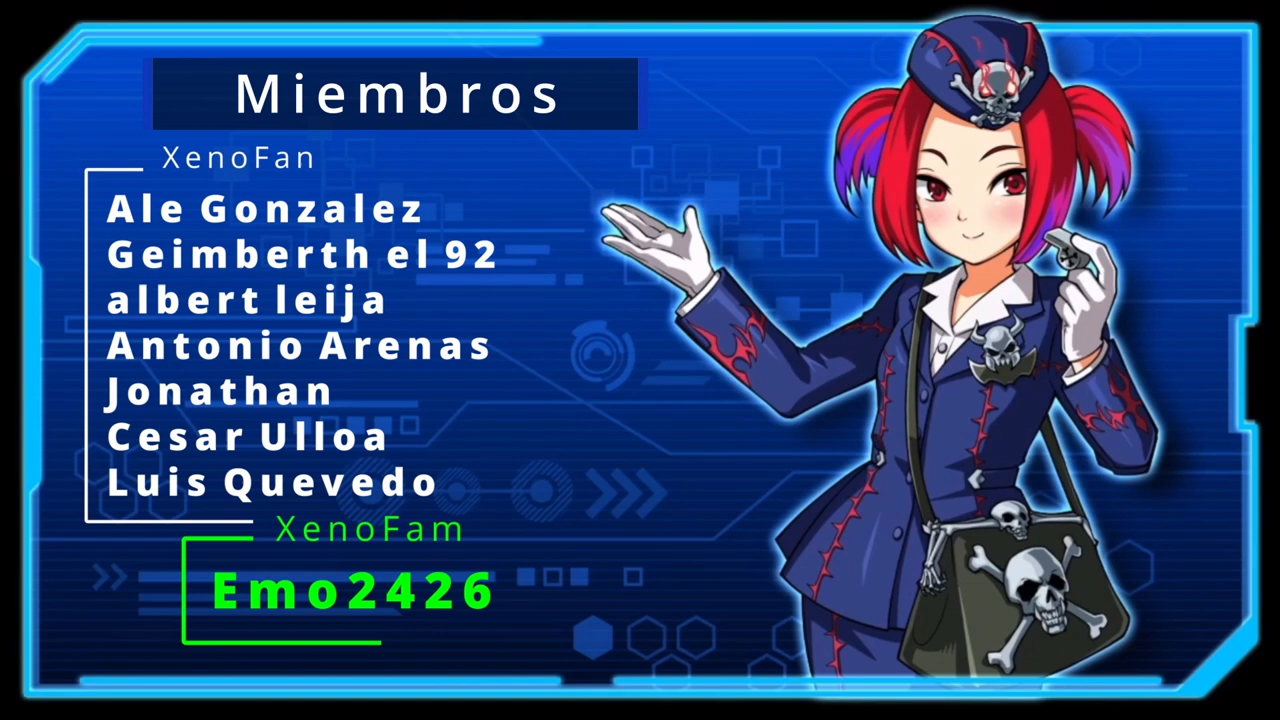 Miembros
XenoFan
Ale Gonzalez
Geimberth el 92
albert leija
Antonio Arenas
Jonathan
Cesar Ulloa
Luis Quevedo
XenoFam
Emo2426